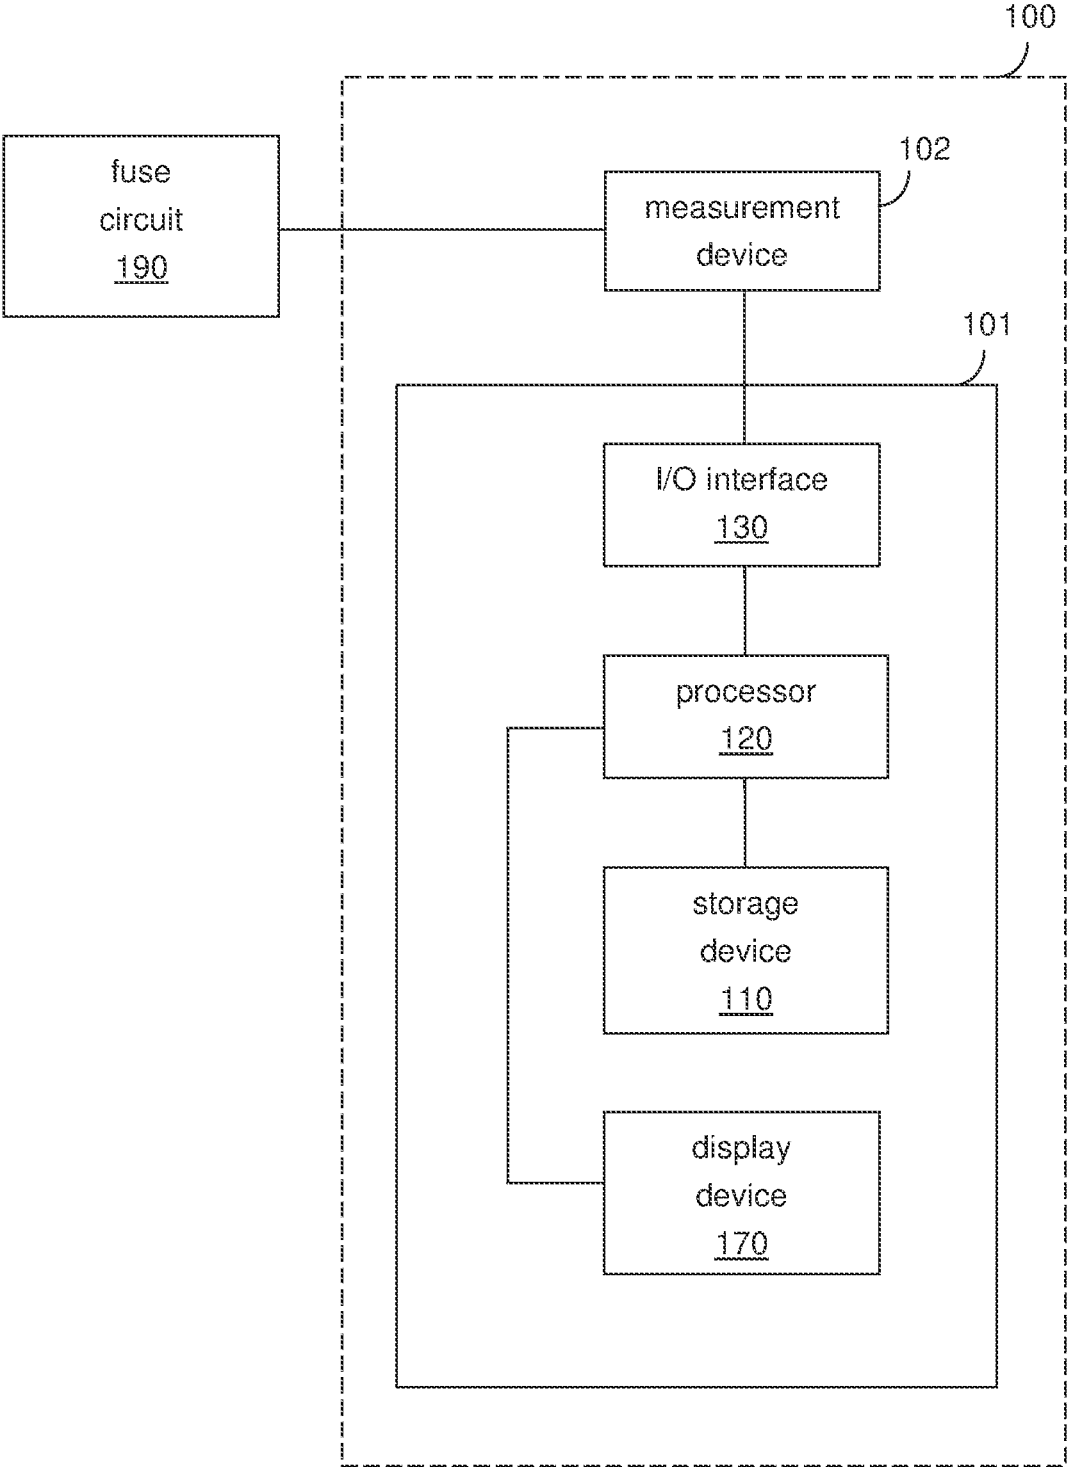 100
fuse
circuit
190
102
measurement
device
101
I/O interface
130
processor
120
storage
device
110
display
device
170